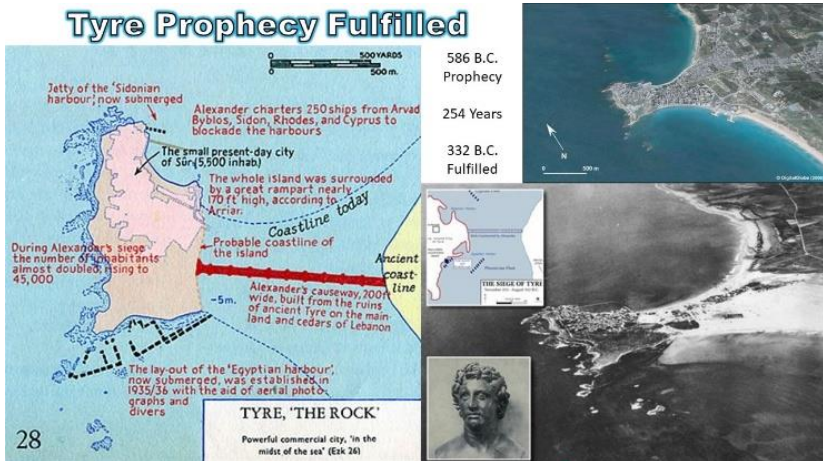 Tyre Prophecy Fulfilled
0 500 YARDS
0 500 m.
Jetty of the 'Sidonian
harbour', now submerged
Alexander charters 250 ships from Arvad
Byblos, Sidon, Rhodes, and Cyprus to
blockade the harbours
The small present-day city
of Sûr (5,500 inhab)
The whole island was surrounded
by a great rampart nearly
170 ft high, according to
Arrian.
Coastline today
During Alexander's siege
the number of inhabitants
almost doubled, rising to
45,000
Probable coastline of
the island
Ancient
coast-
line
-5m.
Alexander's causeway, 200ft
wide, built from the ruins
of ancient Tyre on the main-
land and cedars of Lebanon
The lay-out of the 'Egyptian harbour',
now submerged, was established in
1935/36 with the aid of aerial photo-
graphs and
divers
28
TYRE, 'THE ROCK'
Powerful commercial city, 'in the
midst of the sea' (Ezk 26)
586 B.C.
Prophecy
254 Years
332 B.C.
Fulfilled
N
0 500 m
THE SIEGE OF TYRE